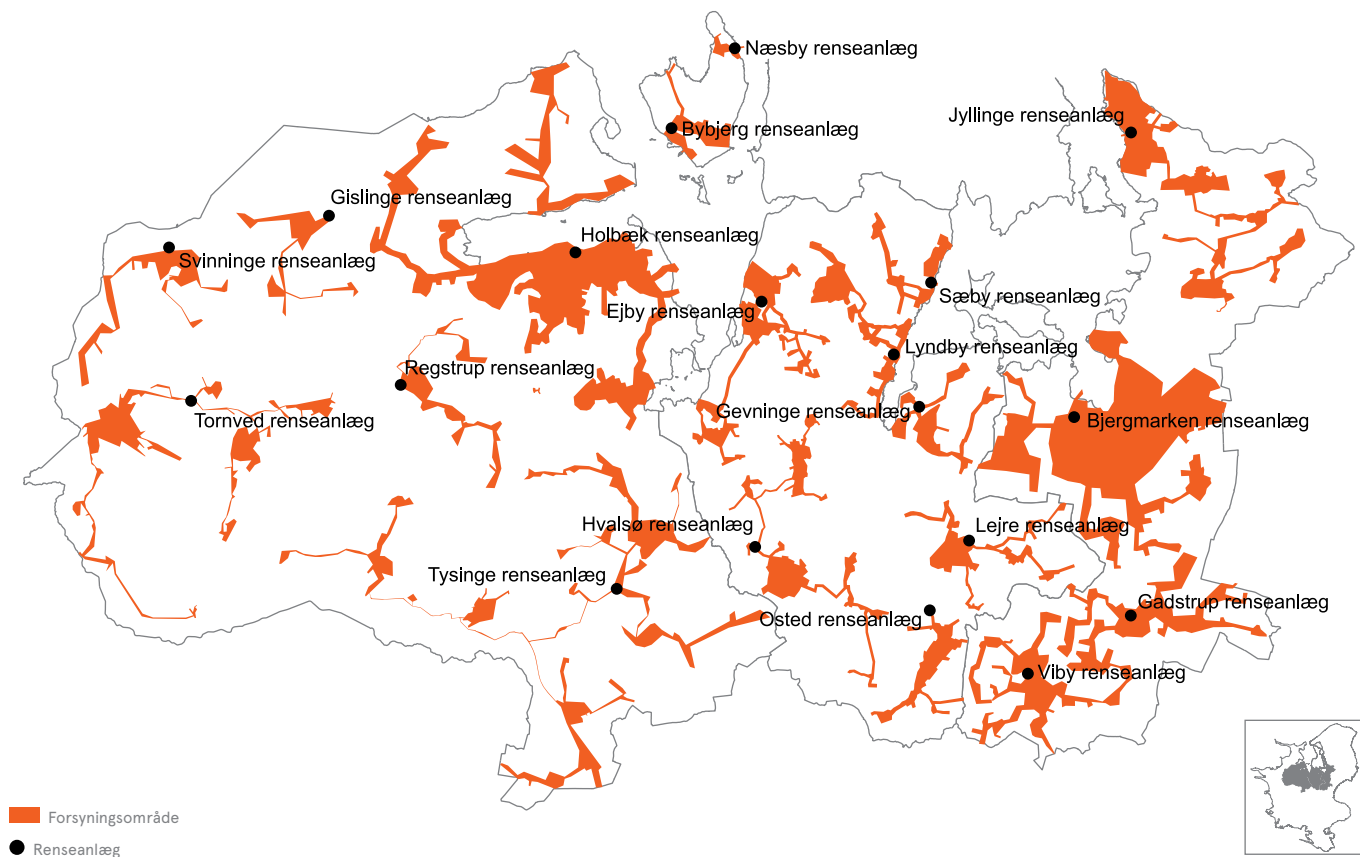 Næsby renseanlæg
Jyllinge renseanlæg
Bybjerg renseanlæg
Gislinge renseanlæg
Holbæk renseanlæg
Svinninge renseanlæg
Sæby renseanlæg
Ejby renseanlæg
Lyndby renseanlæg
Regstrup renseanlæg
Gevninge renseanlæg
Tornved renseanlæg
Bjergmarken renseanlæg
Hvalsø renseanlæg
Lejre renseanlæg
Tysinge renseanlæg
Gadstrup renseanlæg
Osted renseanlæg
Viby renseanlæg
Forsyningsområde
Renseanlæg